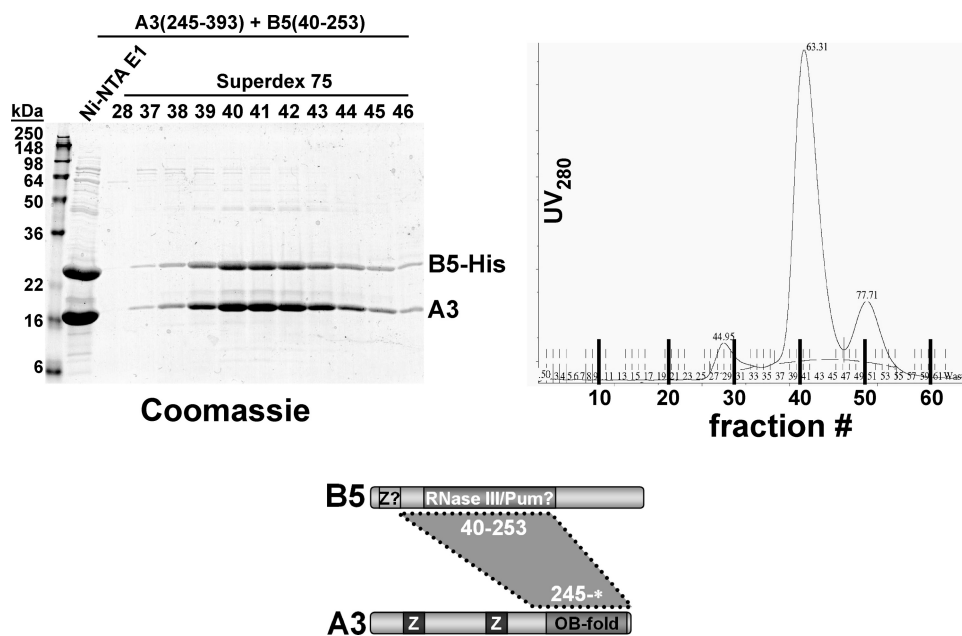 A3(245-393) + B5(40-253)
Ni-NTA E1
Superdex 75
kDa
28 37 38 39 40 41 42 43 44 45 46
250
148
98
64
50
36
22
16
6
B5-His
A3
Coomassie
UV280
63.31
44.95
77.71
10 20 30 40 50 60
fraction #
B5
Z? RNase III/Pum?
40-253
245-*
A3
Z Z OB-fold